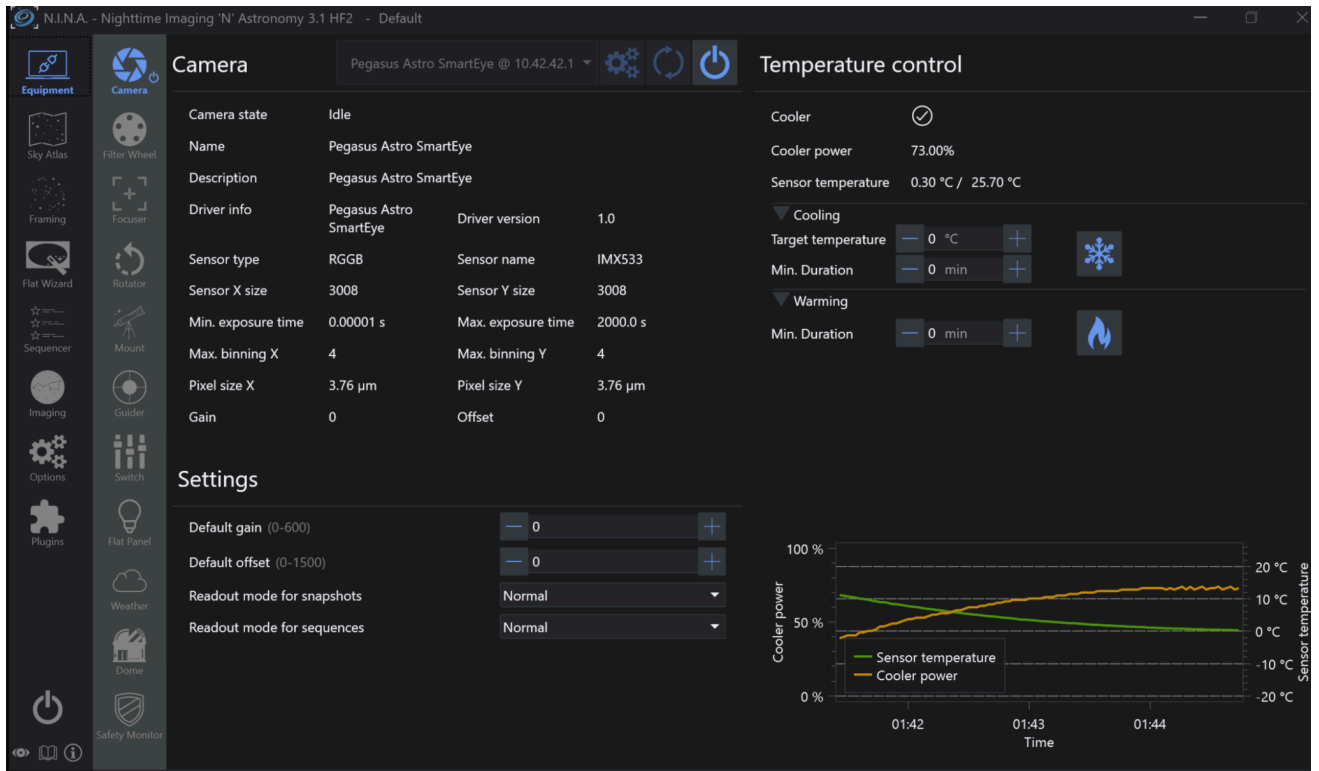 N.I.N.A. - Nighttime Imaging 'N' Astronomy 3.1 HF2 - Default
Equipment
Sky Atlas
Framing
Flat Wizard
Sequencer
Imaging
Options
Plugins
Camera
Filter Wheel
Focuser
Rotator
Mount
Guider
Switch
Flat Panel
Weather
Dome
Safety Monitor
Camera
Pegasus Astro SmartEye @ 10.42.42.1
Camera state Idle
Name Pegasus Astro SmartEye
Description Pegasus Astro SmartEye
Driver info Pegasus Astro SmartEye Driver version 1.0
Sensor type RGGB Sensor name IMX533
Sensor X size 3008 Sensor Y size 3008
Min. exposure time 0.00001 s Max. exposure time 2000.0 s
Max. binning X 4 Max. binning Y 4
Pixel size X 3.76 µm Pixel size Y 3.76 µm
Gain 0 Offset 0
Settings
Default gain (0-600) 0
Default offset (0-1500) 0
Readout mode for snapshots Normal
Readout mode for sequences Normal
Temperature control
Cooler
Cooler power 73.00%
Sensor temperature 0.30 °C / 25.70 °C
Cooling
Target temperature 0 °C
Min. Duration 0 min
Warming
Min. Duration 0 min
100 %
50 %
0 %
Cooler power
Sensor temperature
Cooler power
20 °C
10 °C
0 °C
-10 °C
-20 °C
Sensor temperature
01:42 01:43 01:44
Time